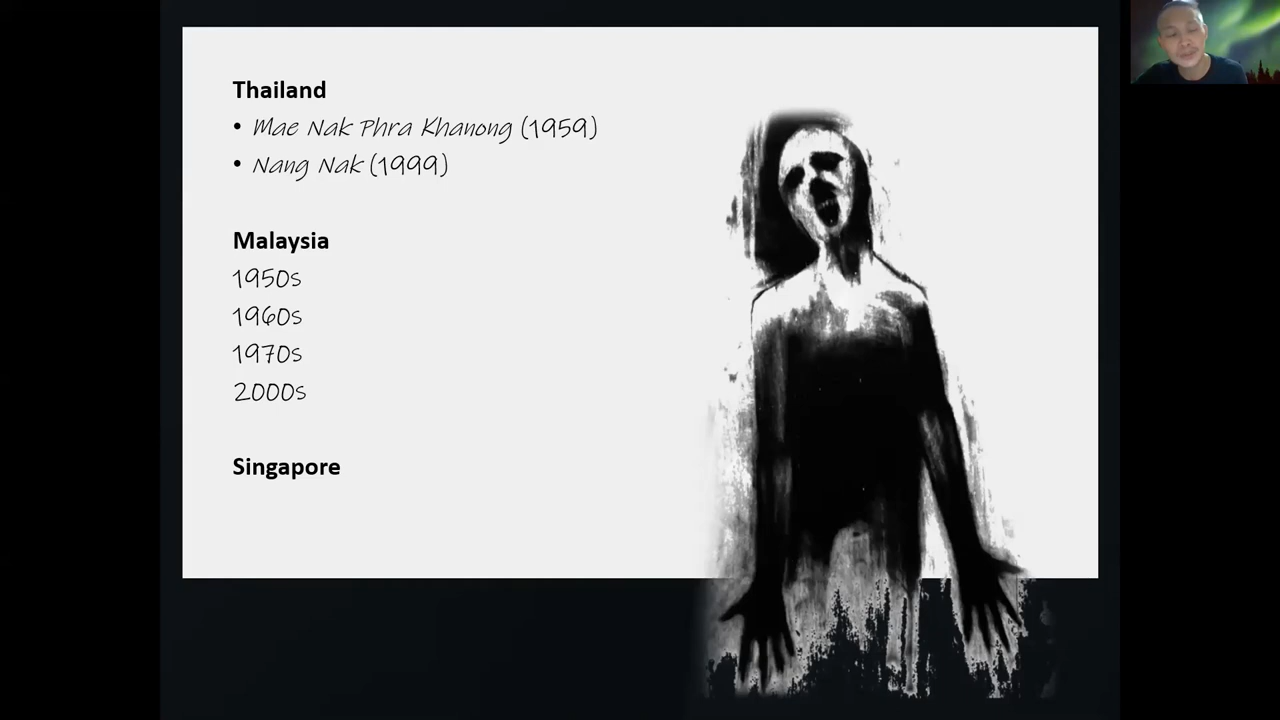 Thailand
• Mae Nak Phra Khanong (1959)
• Nang Nak (1999)
Malaysia
1950s
1960s
1970s
2000s
Singapore